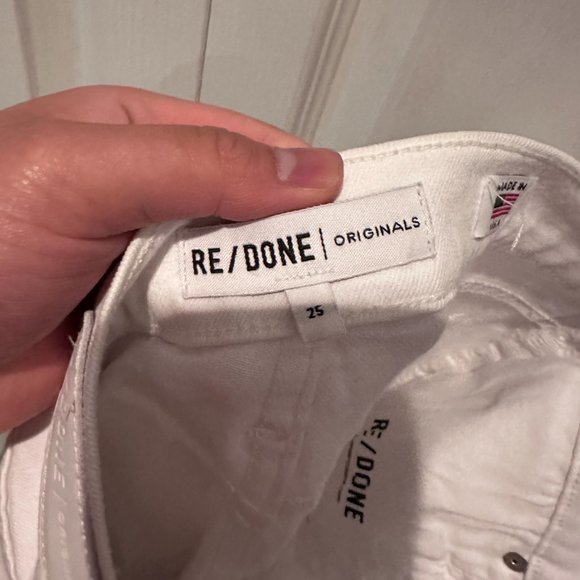 RE/DONE | ORIGINALS
25
MADE IN
RE/DONE